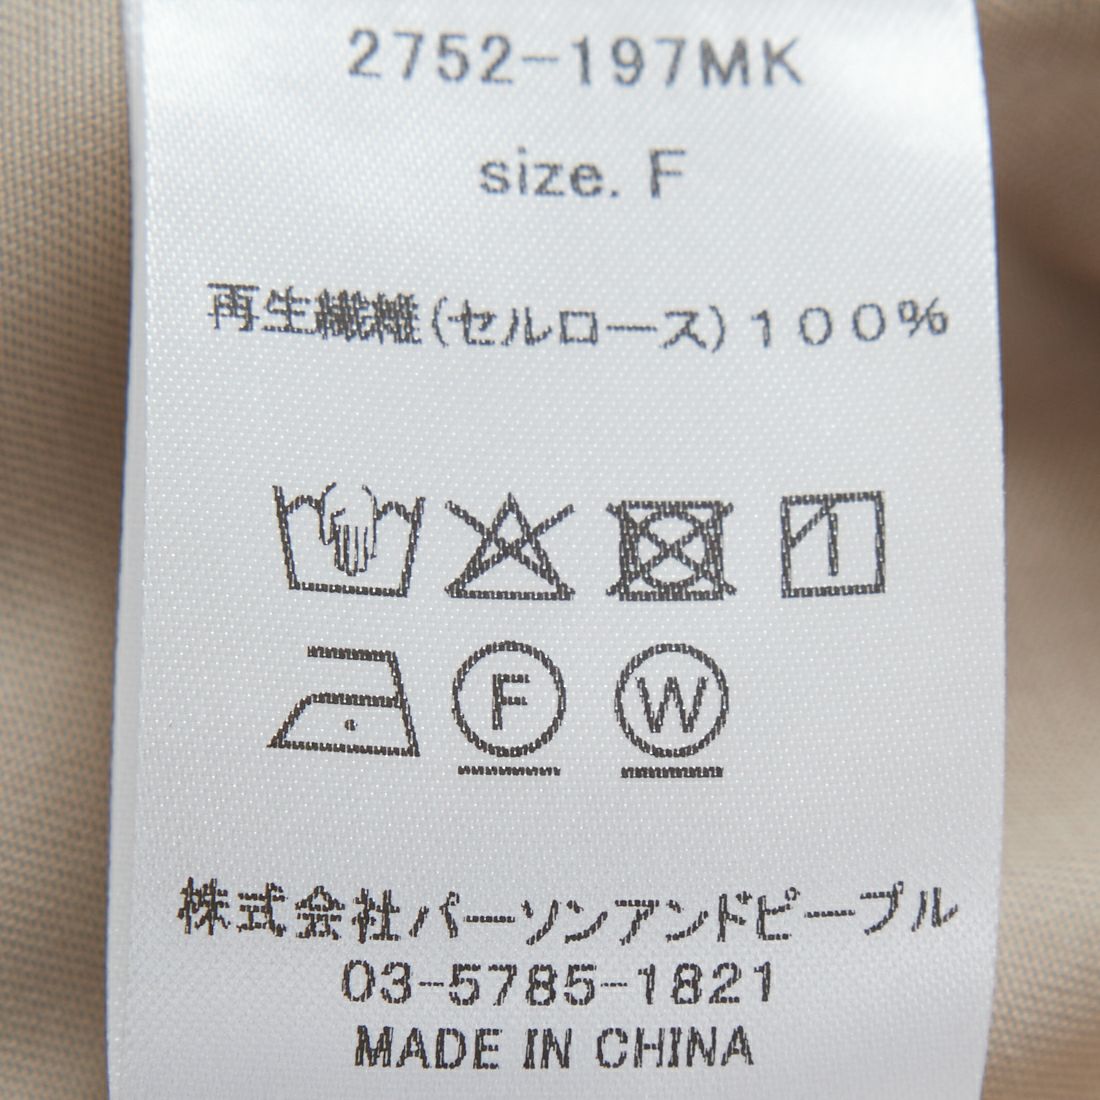 2752-197MK
size. F
再生繊維(セルロース)100%
F W
株式会社パーソンアンドピープル
03-5785-1821
MADE IN CHINA